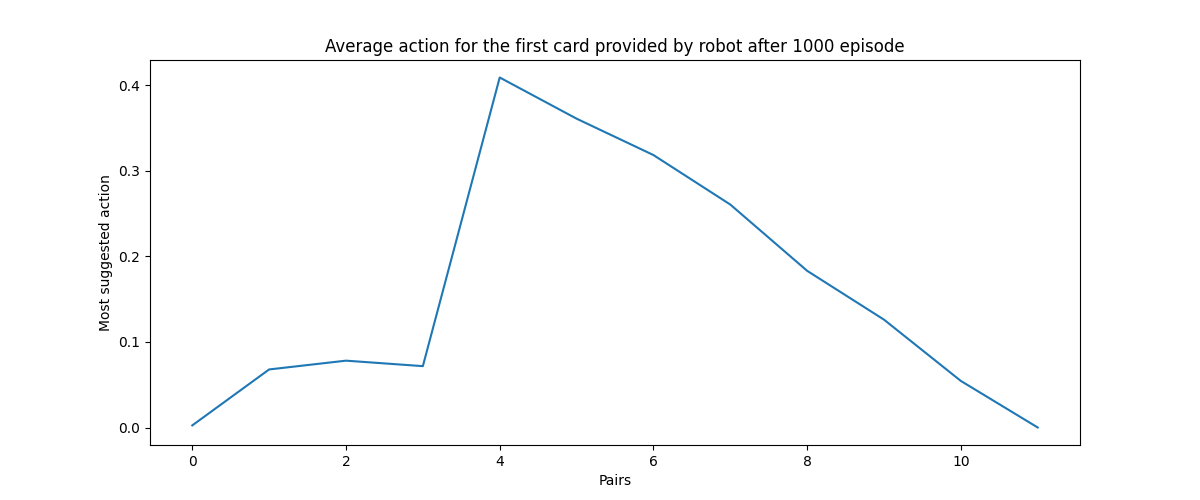 Average action for the first card provided by robot after 1000 episode
Most suggested action
0.4
0.3
0.2
0.1
0.0
0 2 4 6 8 10
Pairs